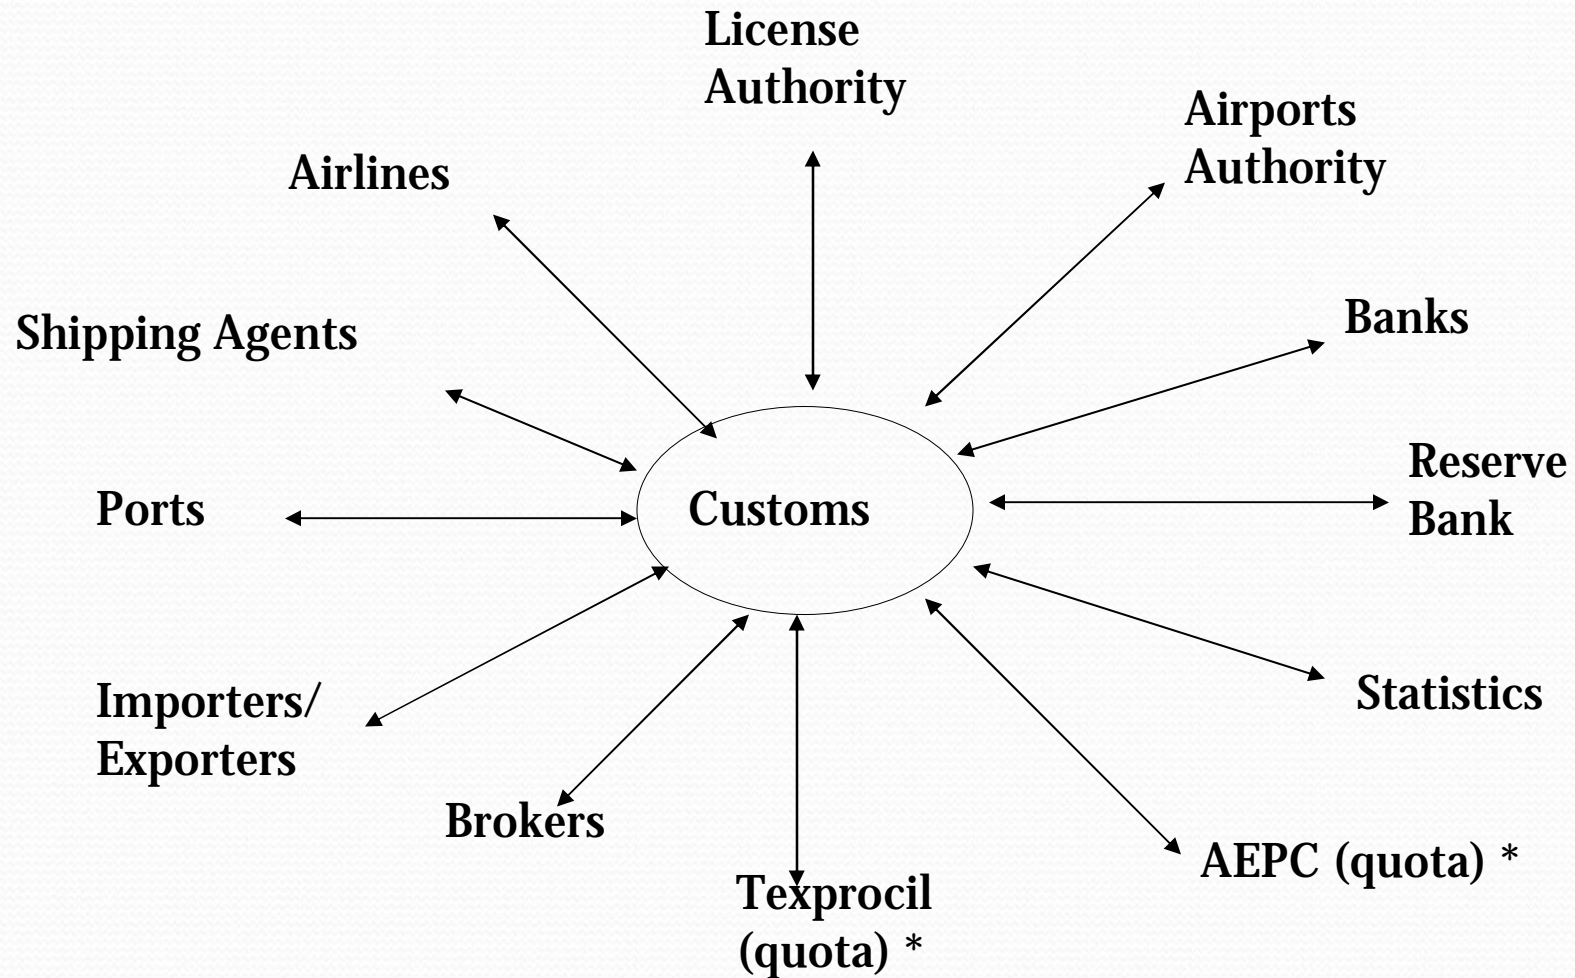 License
Authority
Airports
Authority
Airlines
Banks
Shipping Agents
Reserve
Bank
Ports
Customs
Statistics
Importers/
Exporters
Brokers
AEPC (quota) *
Texprocil
(quota) *